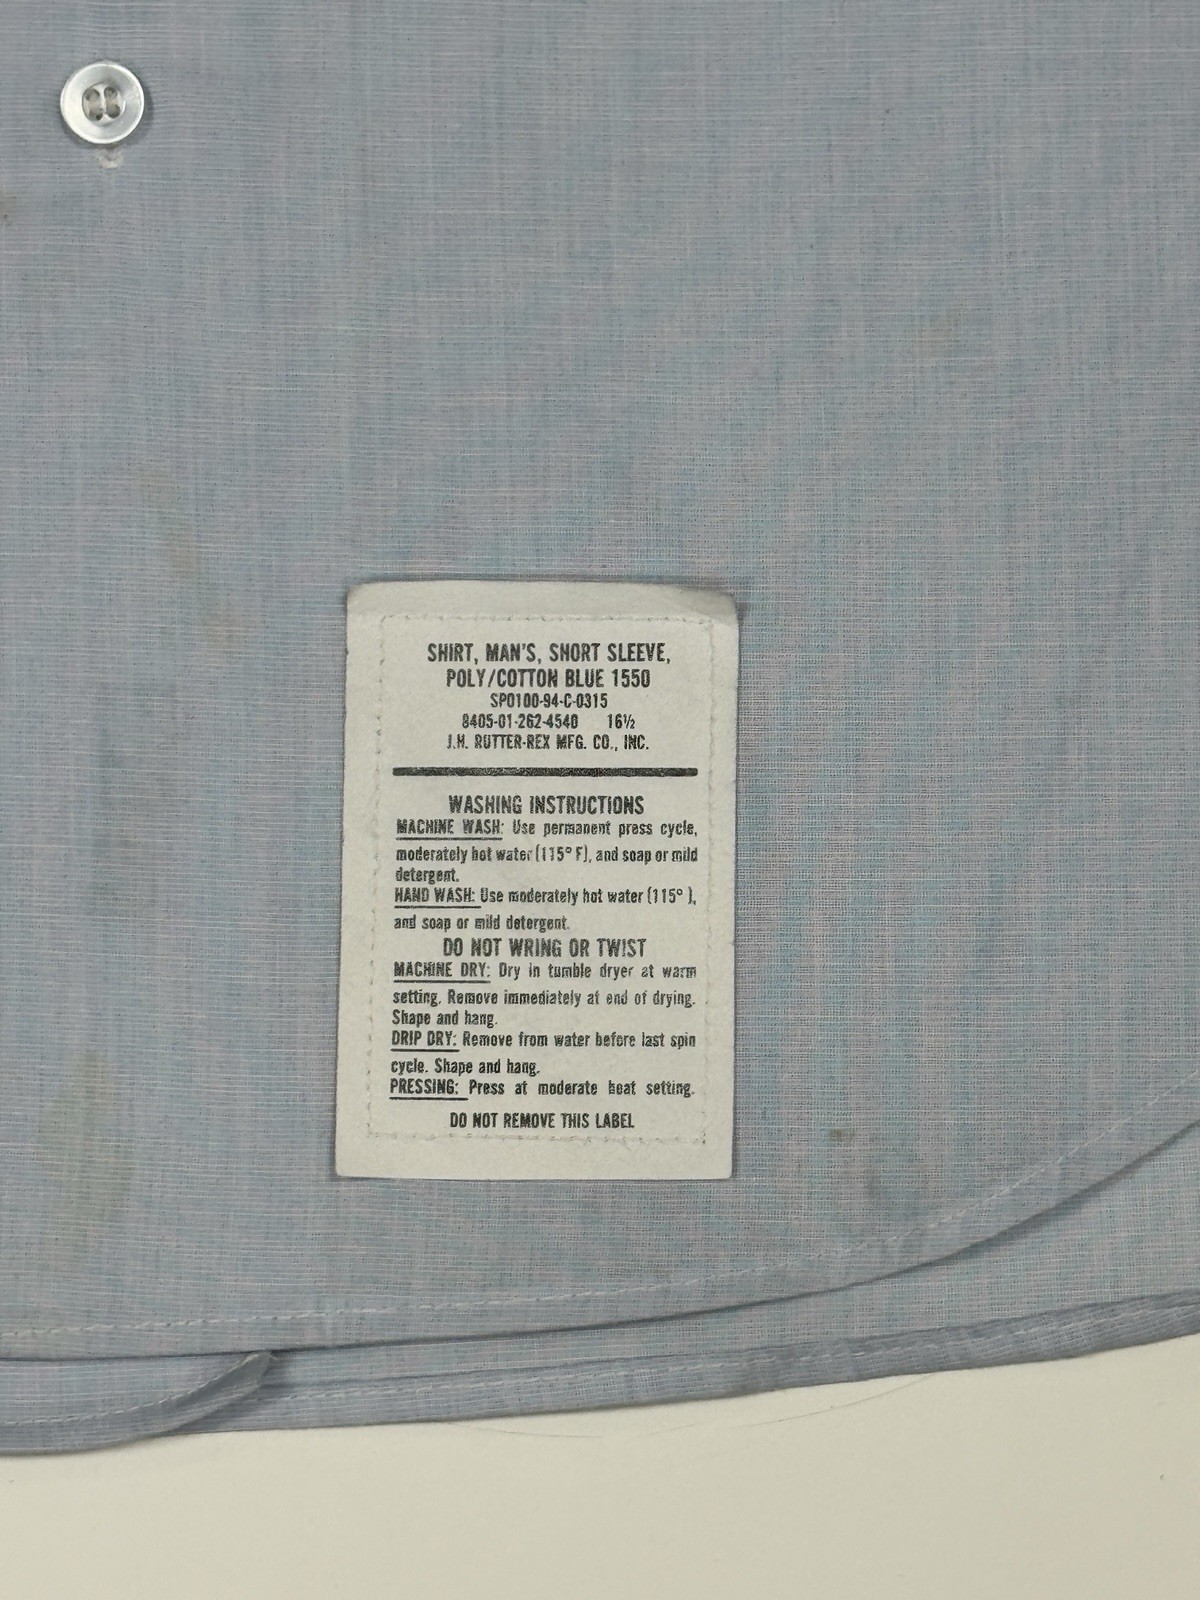 SHIRT, MAN'S, SHORT SLEEVE,
POLY/COTTON BLUE 1550
SPO100-94-C-0315
8405-01-262-4540 16½
J.H. RUTTER-REX MFG. CO., INC.
WASHING INSTRUCTIONS
MACHINE WASH: Use permanent press cycle,
moderately hot water (115° F), and soap or mild
detergent.
HAND WASH: Use moderately hot water (115° ),
and soap or mild detergent.
DO NOT WRING OR TWIST
MACHINE DRY: Dry in tumble dryer at warm
setting. Remove immediately at end of drying.
Shape and hang.
DRIP DRY: Remove from water before last spin
cycle. Shape and hang.
PRESSING: Press at moderate heat setting.
DO NOT REMOVE THIS LABEL